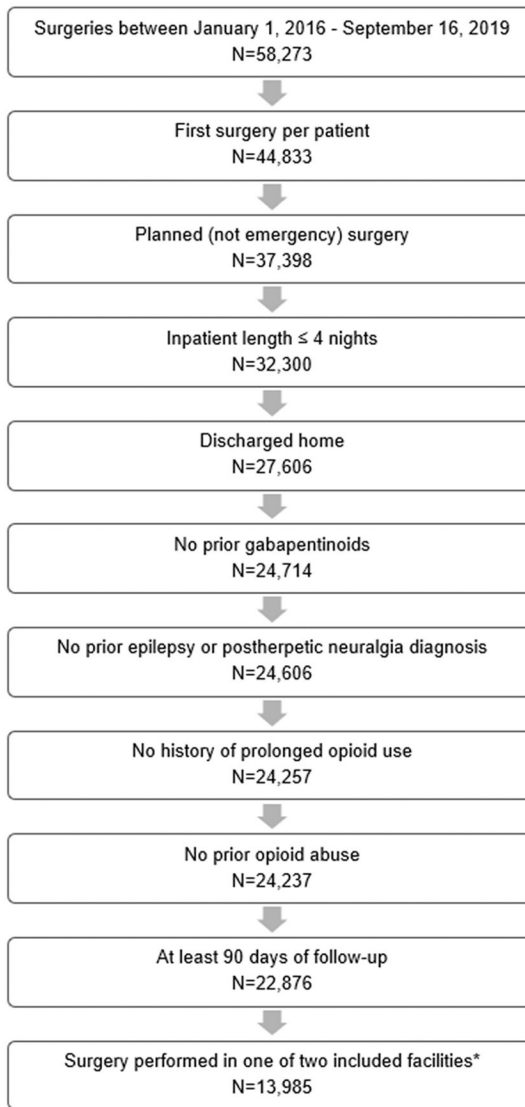 Surgeries between January 1, 2016 - September 16, 2019
N=58,273
First surgery per patient
N=44,833
Planned (not emergency) surgery
N=37,398
Inpatient length ≤ 4 nights
N=32,300
Discharged home
N=27,606
No prior gabapentinoids
N=24,714
No prior epilepsy or postherpetic neuralgia diagnosis
N=24,606
No history of prolonged opioid use
N=24,257
No prior opioid abuse
N=24,237
At least 90 days of follow-up
N=22,876
Surgery performed in one of two included facilities*
N=13,985